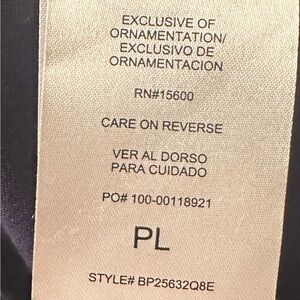 EXCLUSIVE OF
ORNAMENTATION/
EXCLUSIVO DE
ORNAMENTACION
RN#15600
CARE ON REVERSE
VER AL DORSO
PARA CUIDADO
PO# 100-00118921
PL
STYLE# BP25632Q8E